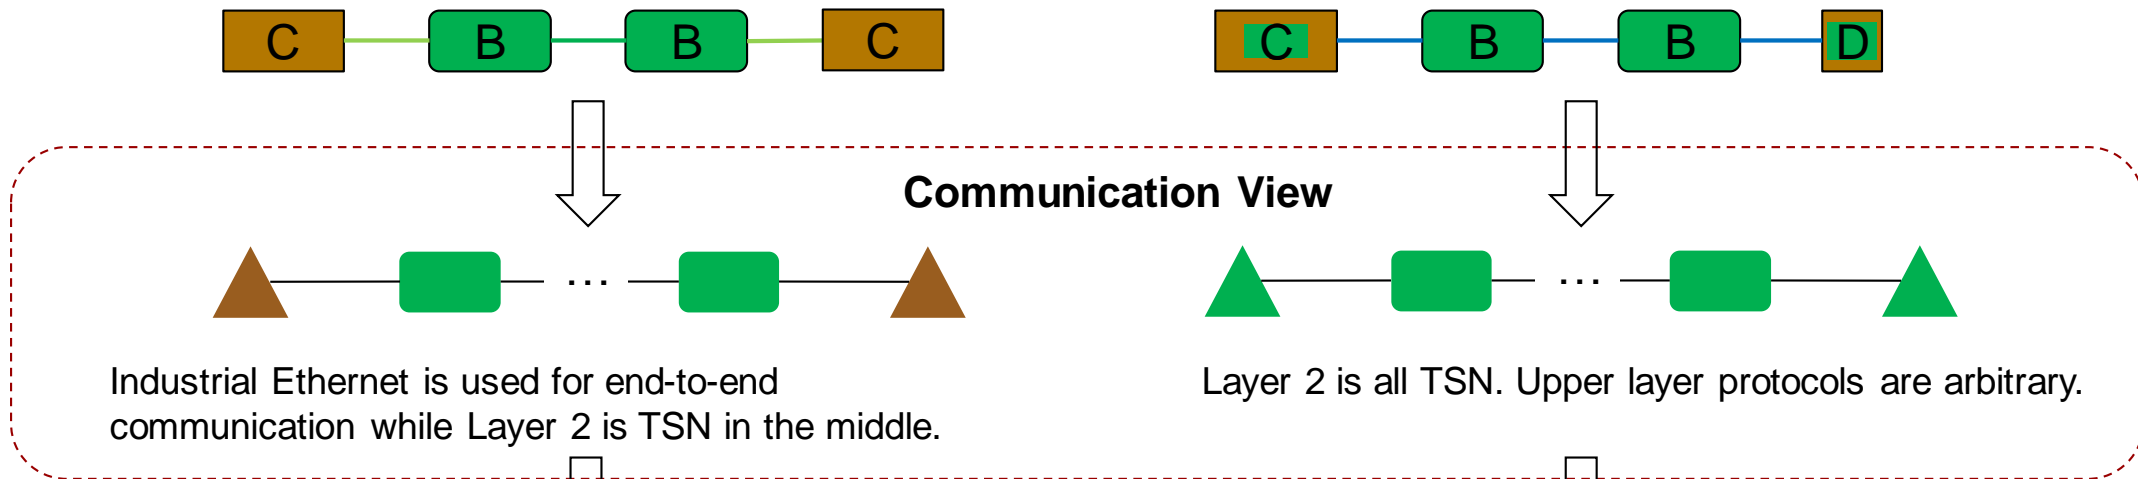 C B B C
C B B D
Communication View
...
...
Industrial Ethernet is used for end-to-end
communication while Layer 2 is TSN in the middle.
Layer 2 is all TSN. Upper layer protocols are arbitrary.